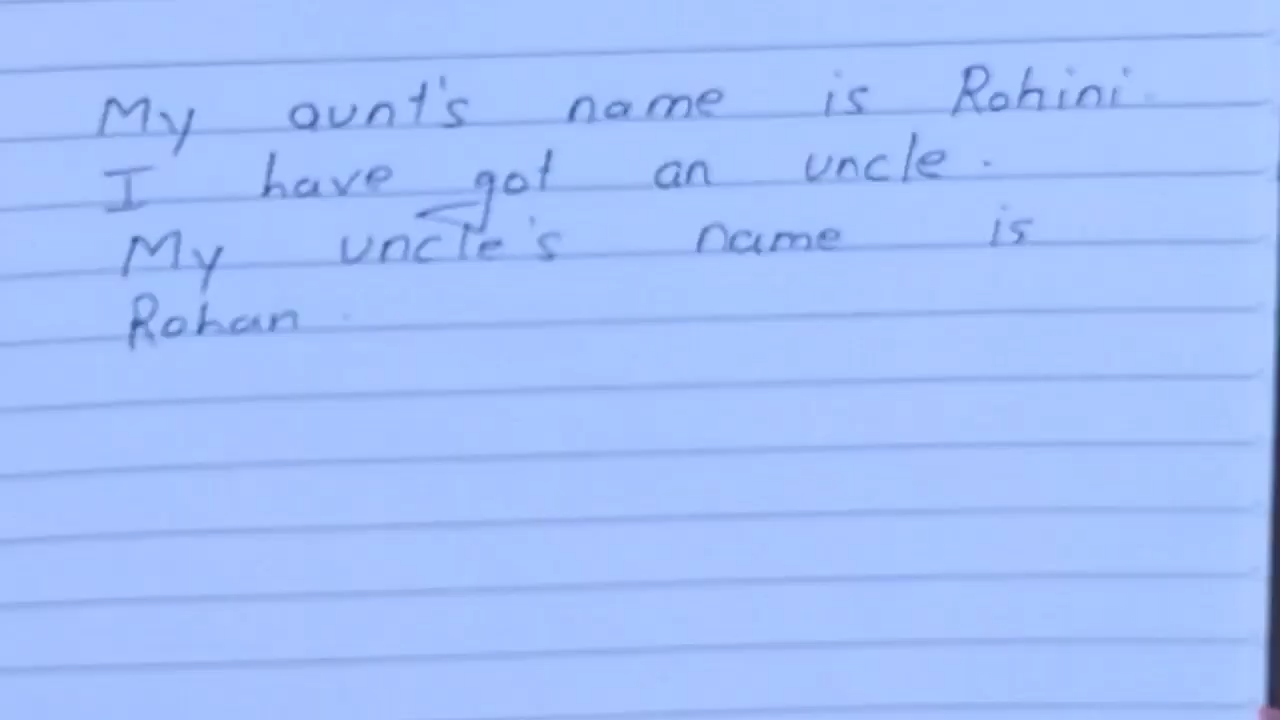 My aunt's name is Rohini.
I have got an uncle.
My uncle's name is
Rohan.